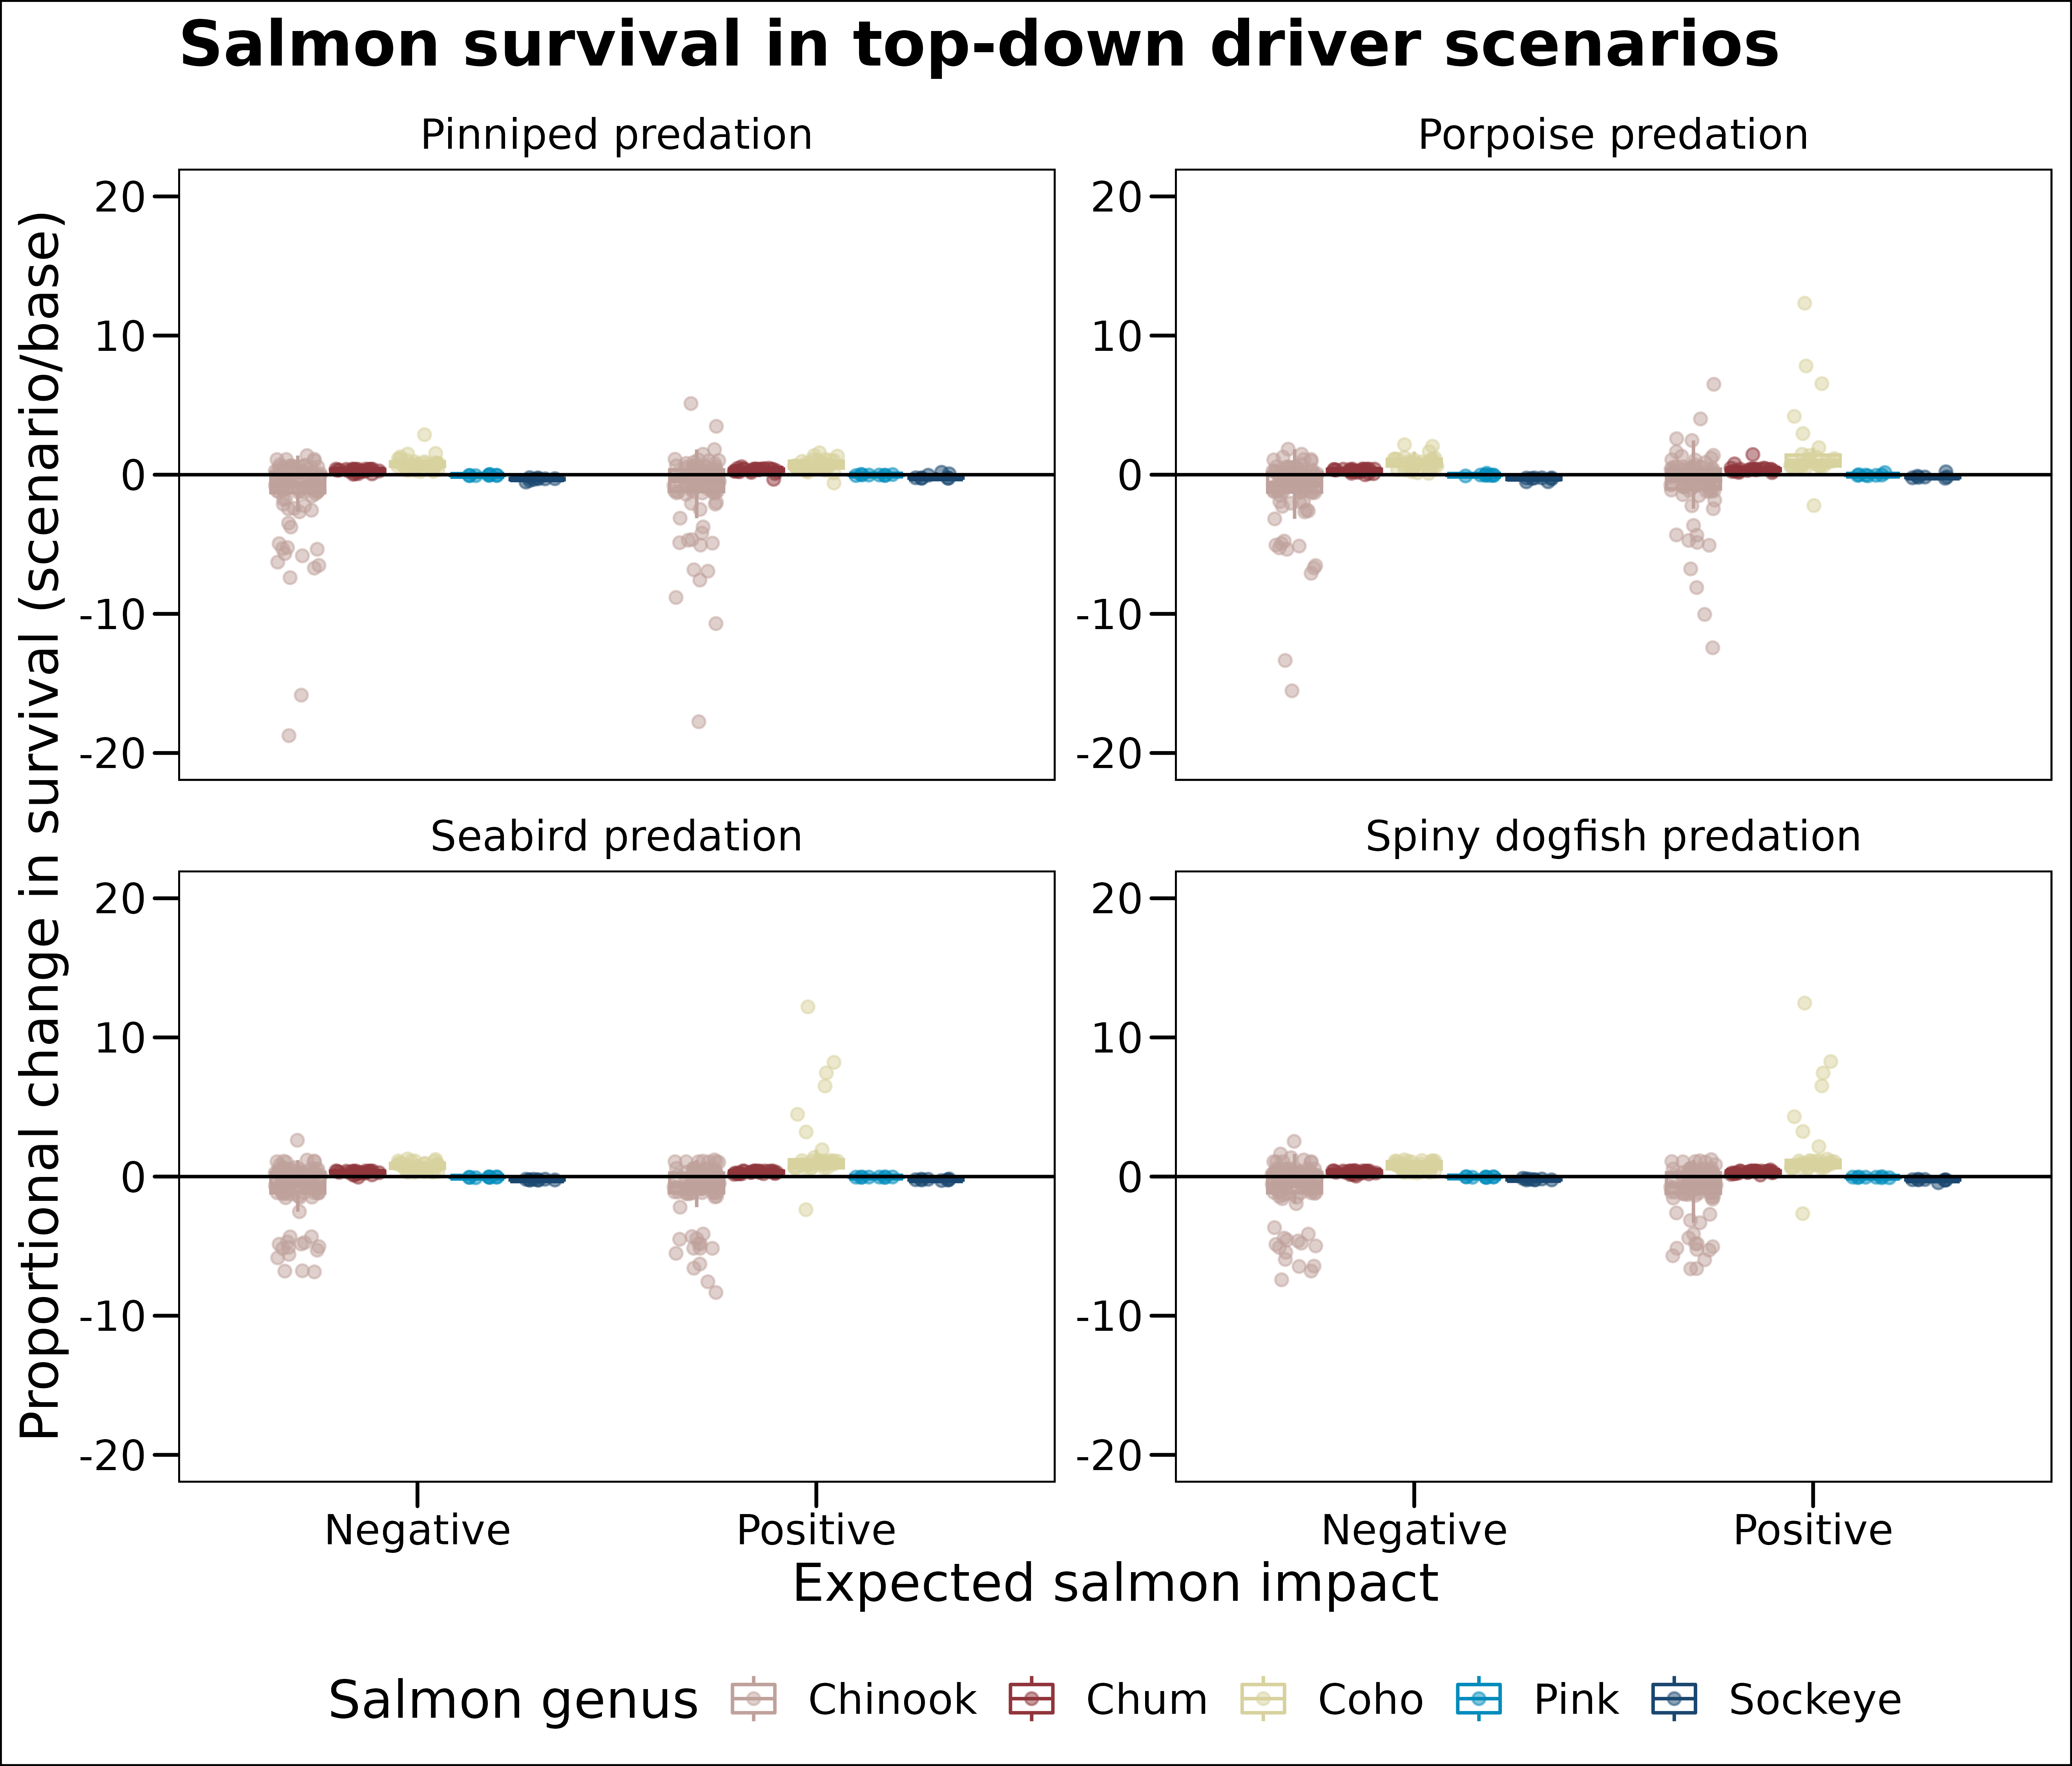 Salmon survival in top-down driver scenarios
Proportional change in survival (scenario/base)
Pinniped predation
20
10
0
-10
-20
Porpoise predation
20
10
0
-10
-20
Seabird predation
20
10
0
-10
-20
Spiny dogfish predation
20
10
0
-10
-20
Negative Positive Negative Positive
Expected salmon impact
Salmon genus Chinook Chum Coho Pink Sockeye